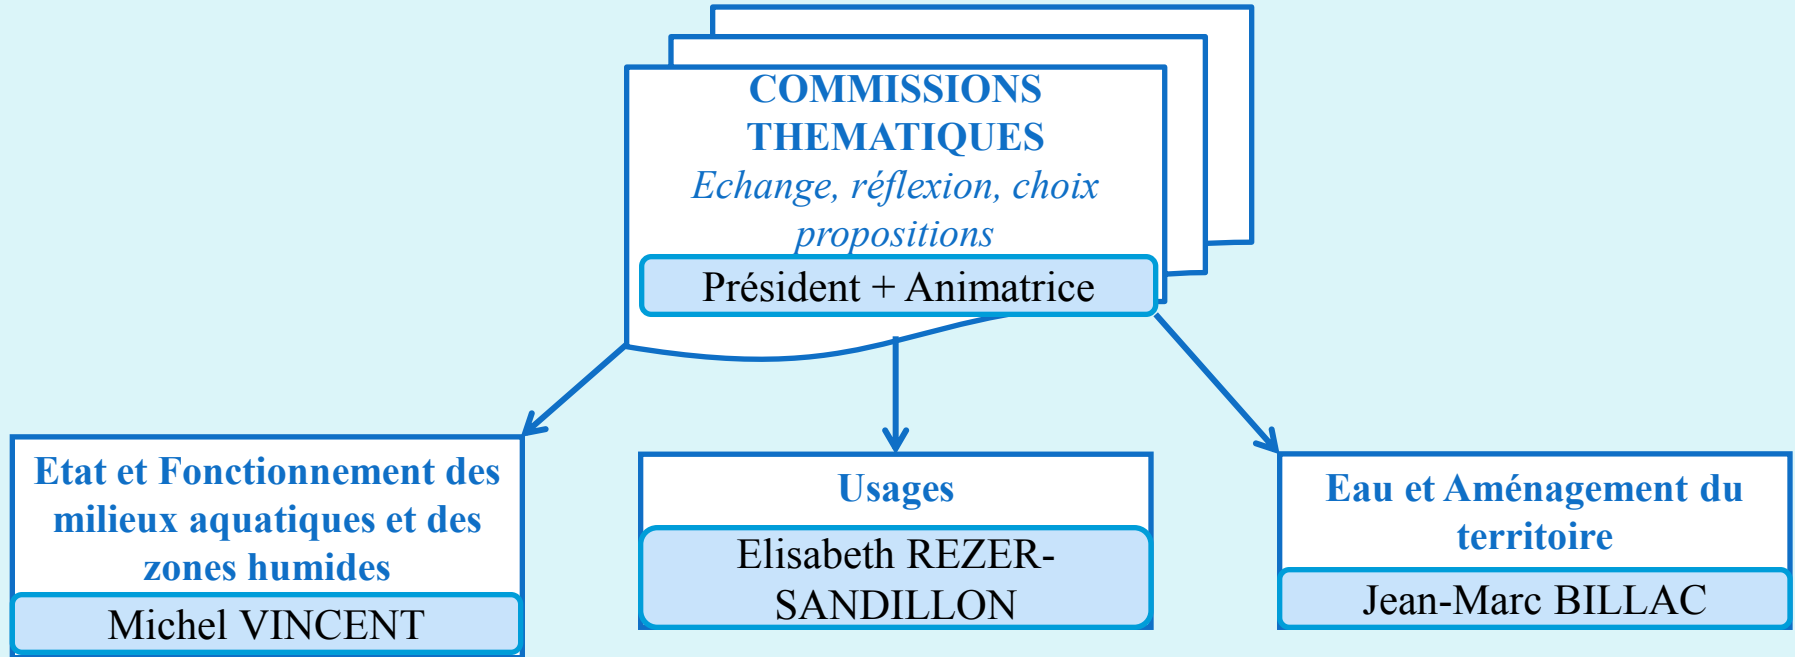 COMMISSIONS
THEMATIQUES
Echange, réflexion, choix
propositions
Président + Animatrice
Etat et Fonctionnement des
milieux aquatiques et des
zones humides
Michel VINCENT
Usages
Elisabeth REZER-
SANDILLON
Eau et Aménagement du
territoire
Jean-Marc BILLAC